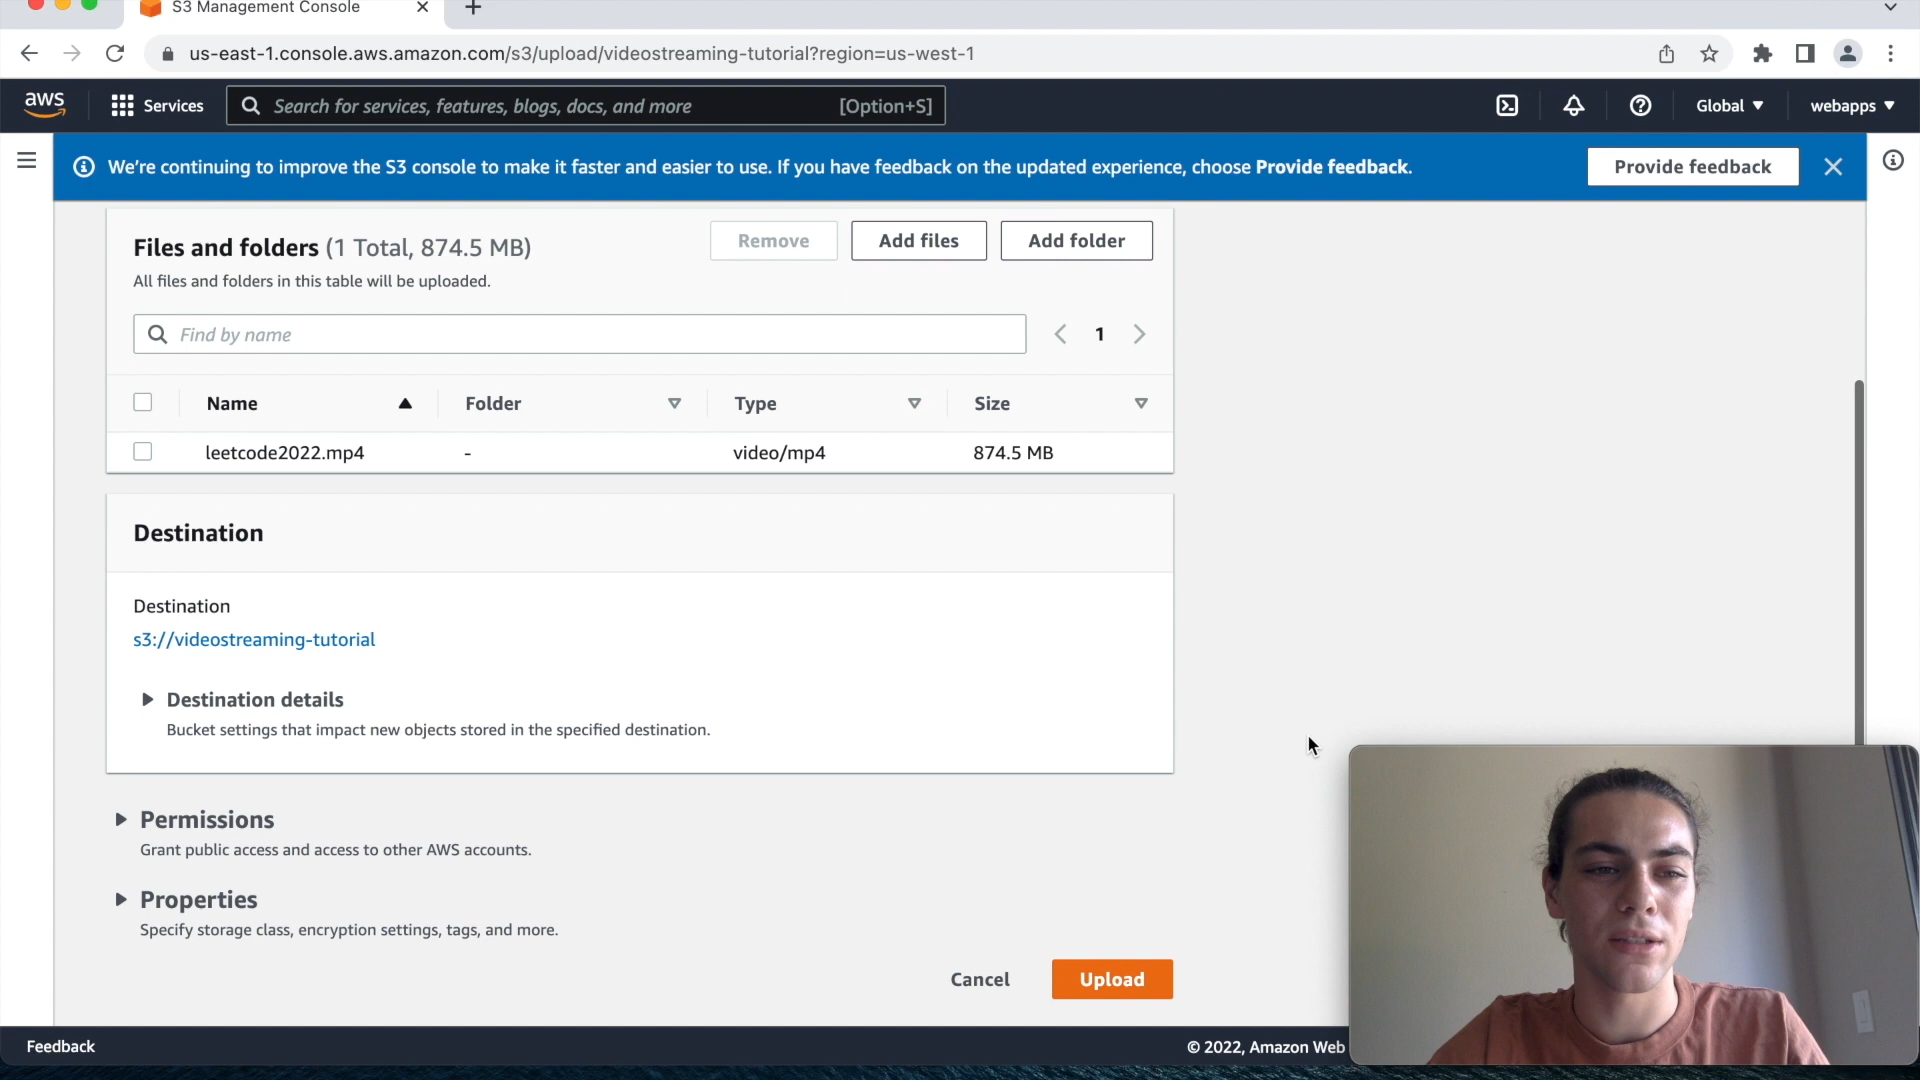 S3 Management Console
us-east-1.console.aws.amazon.com/s3/upload/videostreaming-tutorial?region=us-west-1
aws Services Search for services, features, blogs, docs, and more [Option+S] Global webapps
We're continuing to improve the S3 console to make it faster and easier to use. If you have feedback on the updated experience, choose Provide feedback. Provide feedback
Files and folders (1 Total, 874.5 MB) Remove Add files Add folder
All files and folders in this table will be uploaded.
Find by name 1
Name Folder Type Size
leetcode2022.mp4 - video/mp4 874.5 MB
Destination
Destination
s3://videostreaming-tutorial
Destination details
Bucket settings that impact new objects stored in the specified destination.
Permissions
Grant public access and access to other AWS accounts.
Properties
Specify storage class, encryption settings, tags, and more.
Cancel Upload
Feedback © 2022, Amazon Web